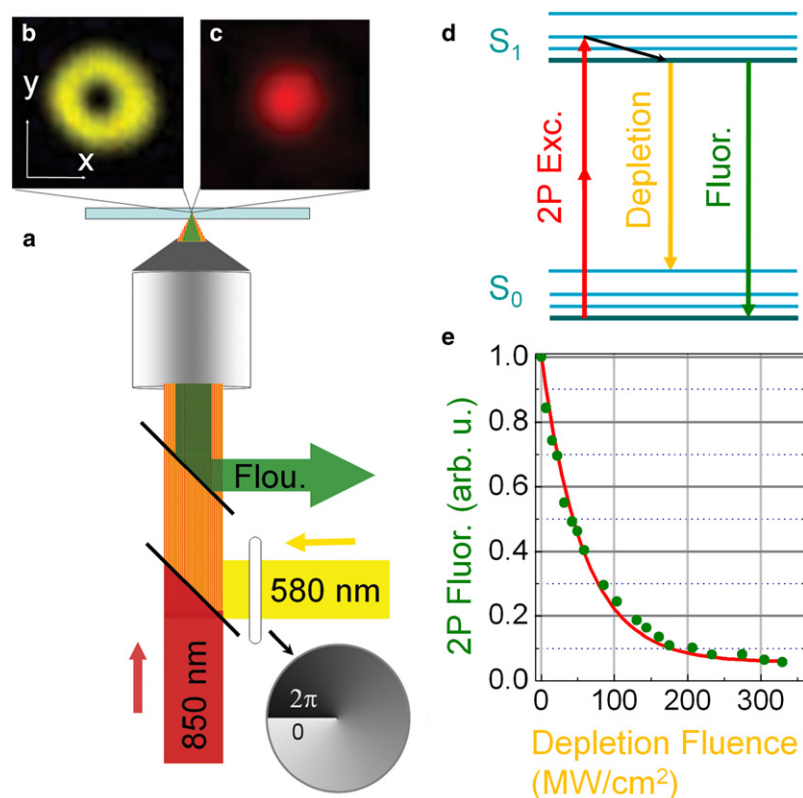 b
c
y
x
a
Flou.
580 nm
850 nm
2π
0
d
S1
2P Exc.
Depletion
Fluor.
S0
e
2P Fluor. (arb. u.)
1.0
0.8
0.6
0.4
0.2
0.0
0 100 200 300
Depletion Fluence
(MW/cm²)